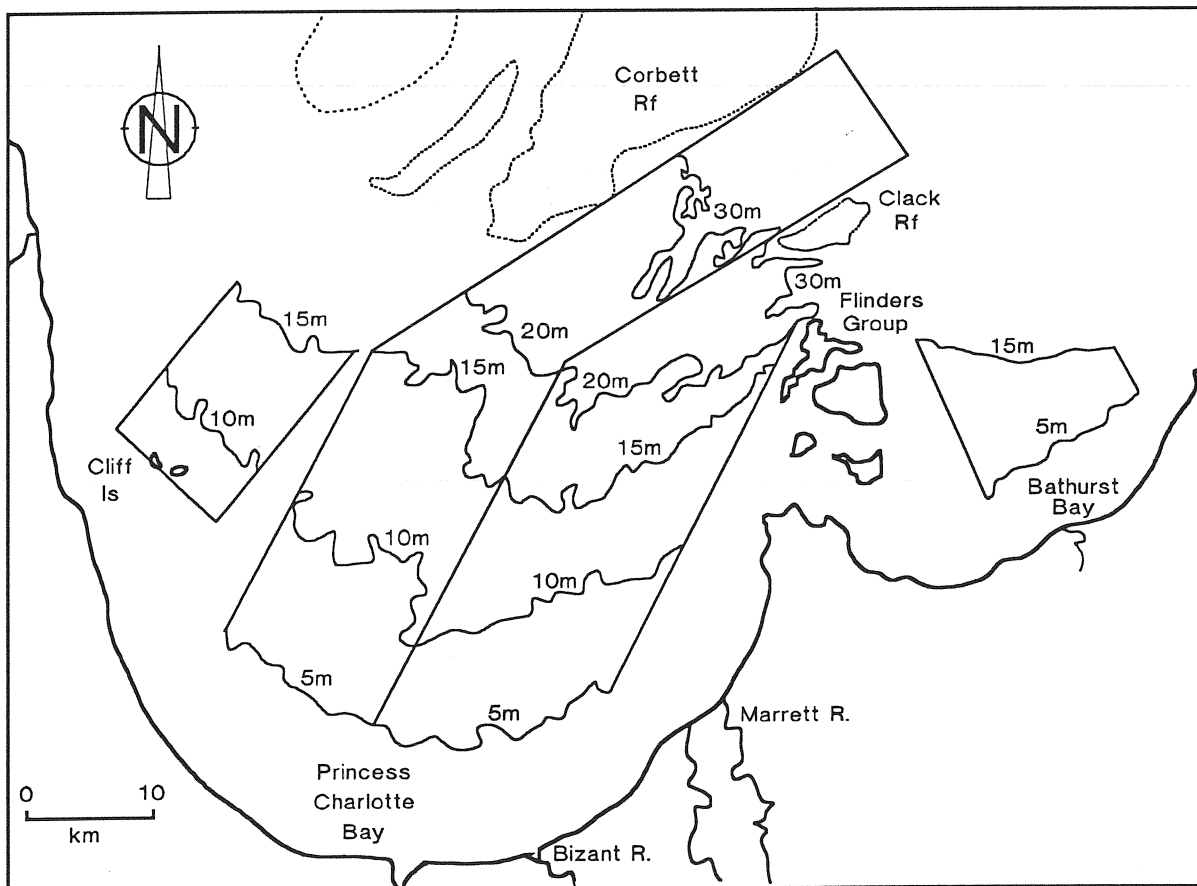 N
Corbett
Rf
Clack
Rf
30m
30m
Flinders
Group
15m
20m
15m
15m
20m
10m
5m
15m
Cliff
Is
Bathurst
Bay
10m
10m
5m
5m
Marrett R.
Princess
Charlotte
Bay
0 10
km
Bizant R.